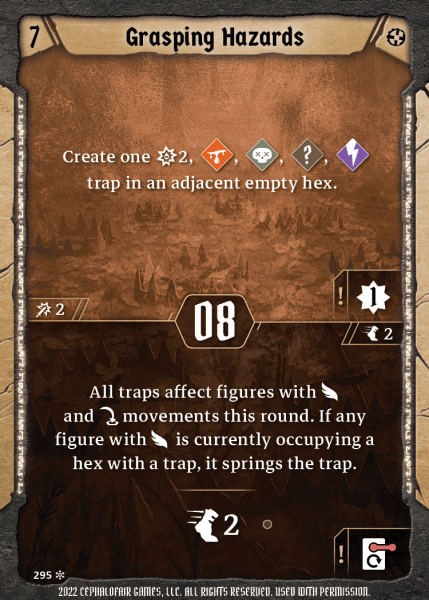 7
Grasping Hazards
Create one 2, , , ?,
trap in an adjacent empty hex.
! 1
2
08
2
All traps affect figures with
and movements this round. If any
figure with is currently occupying a
hex with a trap, it springs the trap.
2
!
295
2022 CEPHALOFAIR GAMES, LLC. ALL RIGHTS RESERVED. USED WITH PERMISSION.